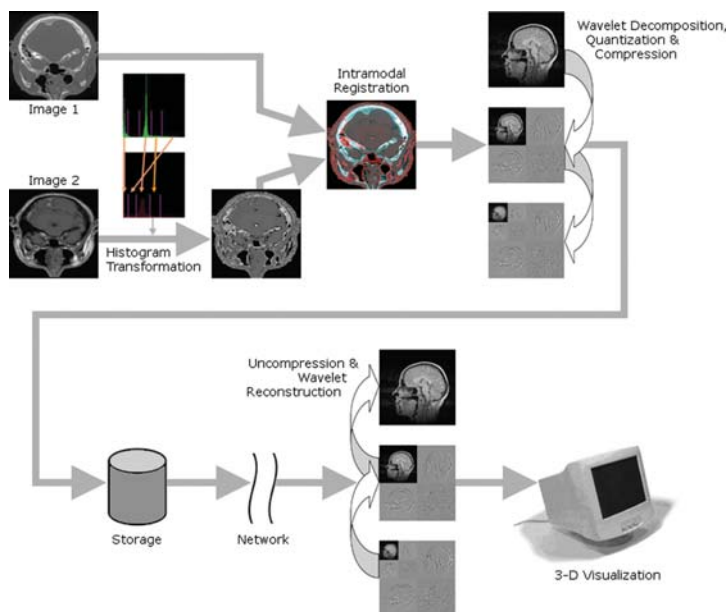 Wavelet Decomposition,
Quantization &
Compression
Intramodal
Registration
Image 1
Image 2
Histogram
Transformation
Uncompression &
Wavelet
Reconstruction
Storage
Network
3-D Visualization